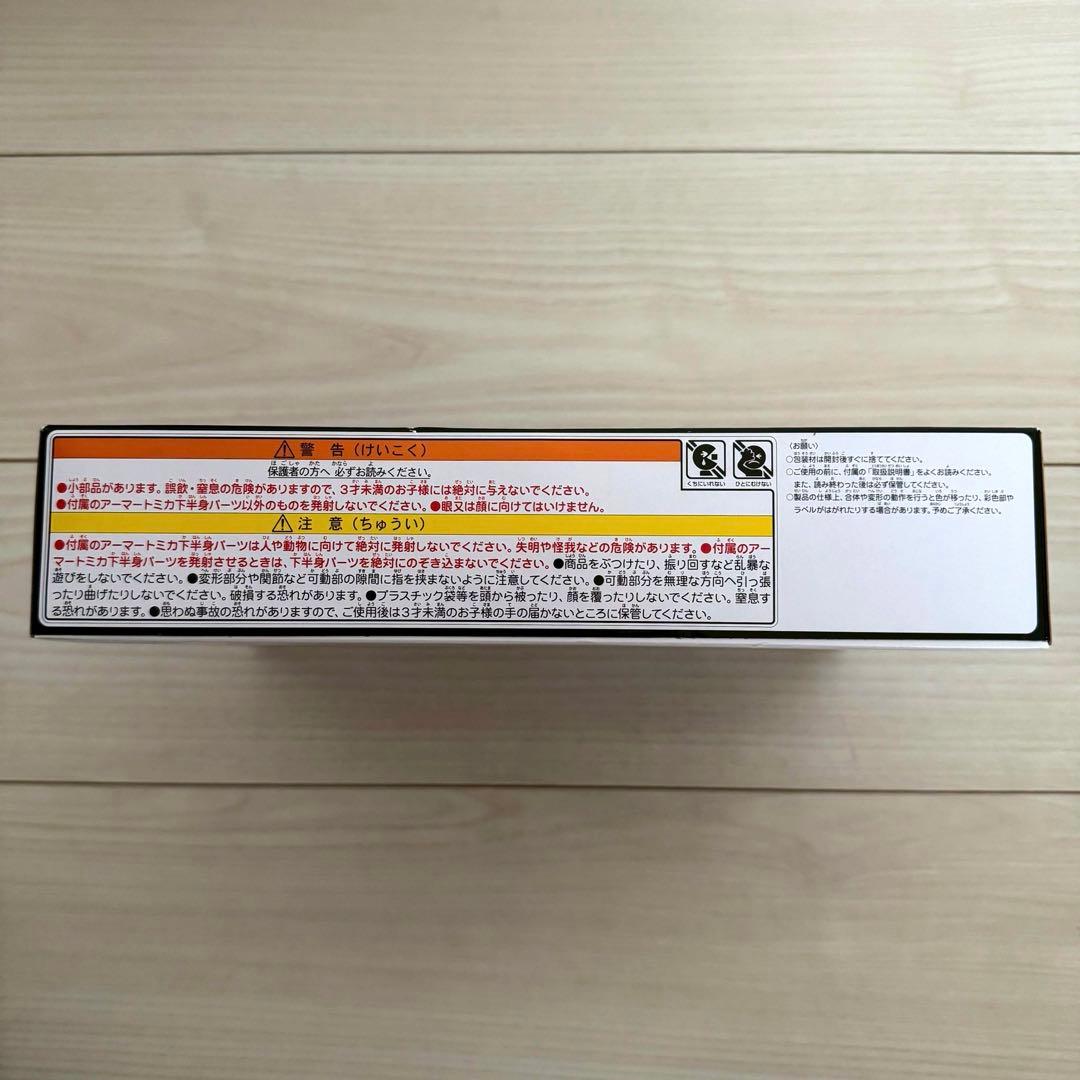 ⚠警 告(けいこく)
保護者の方へ 必ずお読みください。
●小部品があります。誤飲・窒息の危険がありますので、3才未満のお子様には絶対に与えないでください。
●付属のアーマートミカ下半身パーツ以外のものを発射しないでください。●眼又は顔に向けてはいけません。
⚠注 意(ちゅうい)
●付属のアーマートミカ下半身パーツは人や動物に向けて絶対に発射しないでください。失明や怪我などの危険があります。●付属のアー
マートミカ下半身パーツを発射させるときは、下半身パーツを絶対にのぞき込まないでください。●商品をぶつけたり、振り回すなど乱暴な
遊びをしないでください。●変形部分や関節など可動部の隙間に指を挟まないように注意してください。●可動部分を無理な方向へ引っ張
ったり曲げたりしないでください。破損する恐れがあります。●プラスチック袋等を頭から被ったり、顔を覆ったりしないでください。窒息す
る恐れがあります。●思わぬ事故の恐れがありますので、ご使用後は3才未満のお子様の手の届かないところに保管してください。
くちにいれない
ひとにむけない
〈お願い〉
○包装材は開封後すぐに捨ててください。
○ご使用の前に、付属の「取扱説明書」をよくお読みください。
また、読み終わった後は必ず保管してください。
○製品の仕様上、合体や変形の動作を行うと色が移ったり、彩色部や
ラベルがはがれたりする場合があります。予めご了承ください。